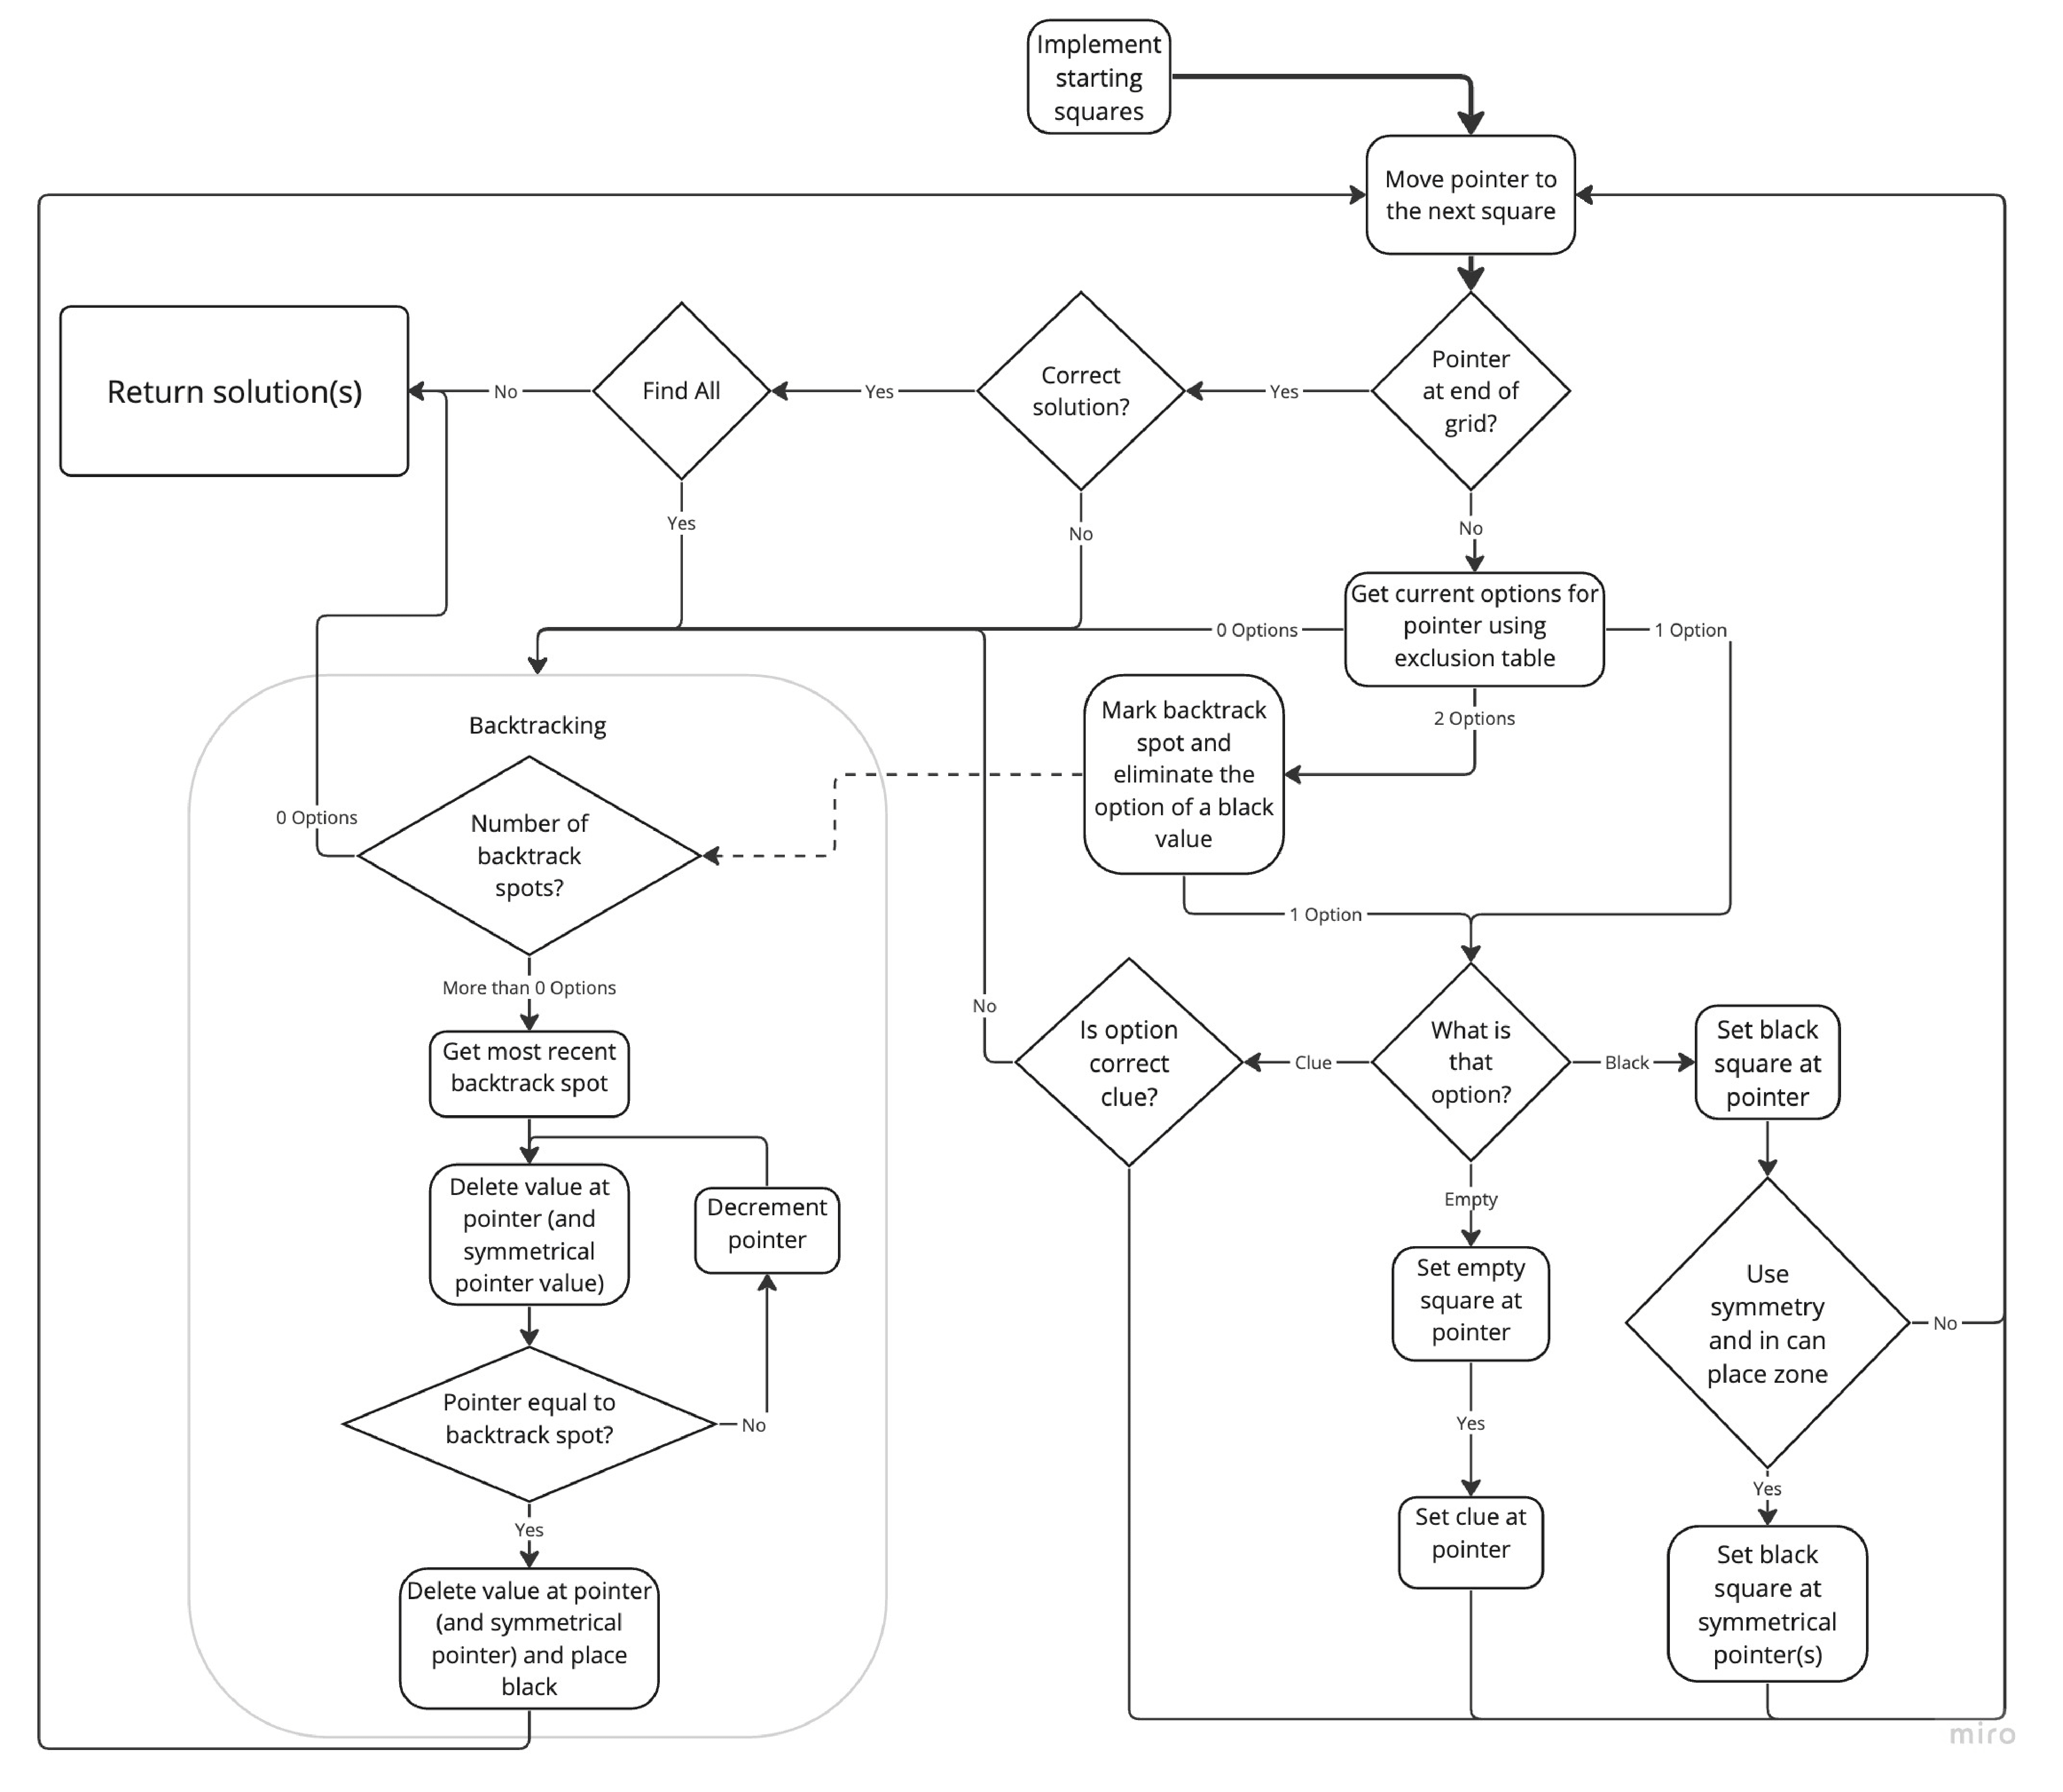 Implement
starting
squares
Move pointer to
the next square
Return solution(s)
No
Find All
Yes
Correct
solution?
Yes
Pointer
at end of
grid?
Yes
No
No
Get current options for
pointer using
exclusion table
0 Options
1 Option
2 Options
Mark backtrack
spot and
eliminate the
option of a black
value
1 Option
Backtracking
0 Options
Number of
backtrack
spots?
More than 0 Options
Get most recent
backtrack spot
Delete value at
pointer (and
symmetrical
pointer value)
Decrement
pointer
Pointer equal to
backtrack spot?
No
Yes
Delete value at pointer
(and symmetrical
pointer) and place
black
No
Is option
correct
clue?
Clue
What is
that
option?
Black
Set black
square at
pointer
Empty
Set empty
square at
pointer
Yes
Set clue at
pointer
Use
symmetry
and in can
place zone
No
Yes
Set black
square at
symmetrical
pointer(s)
miro